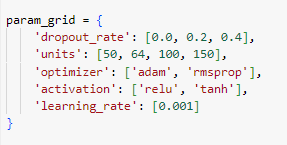 param_grid = {
    'dropout_rate': [0.0, 0.2, 0.4],
    'units': [50, 64, 100, 150],
    'optimizer': ['adam', 'rmsprop'],
    'activation': ['relu', 'tanh'],
    'learning_rate': [0.001]
}